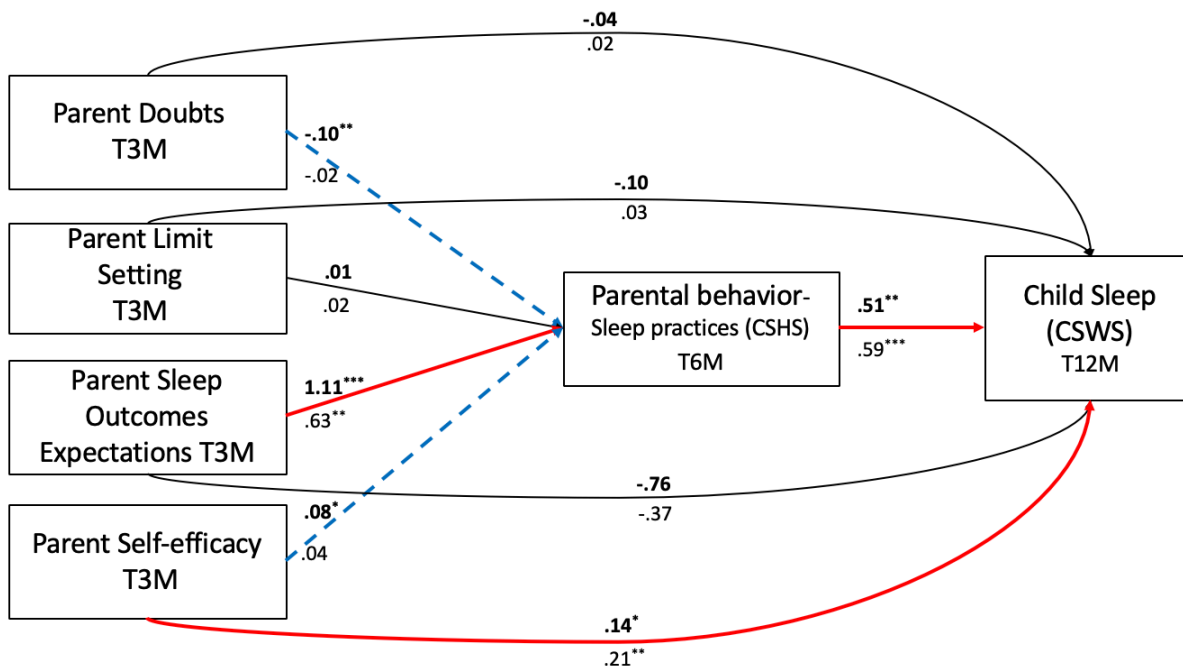 -.04
.02
Parent Doubts
T3M
-.10**
-.02
-.10
.03
Parent Limit
Setting
T3M
.01
.02
Parental behavior-
Sleep practices (CSHS)
T6M
.51**
.59***
Child Sleep
(CSWS)
T12M
Parent Sleep
Outcomes
Expectations T3M
1.11***
.63**
-.76
-.37
Parent Self-efficacy
T3M
.08*
.04
.14*
.21**